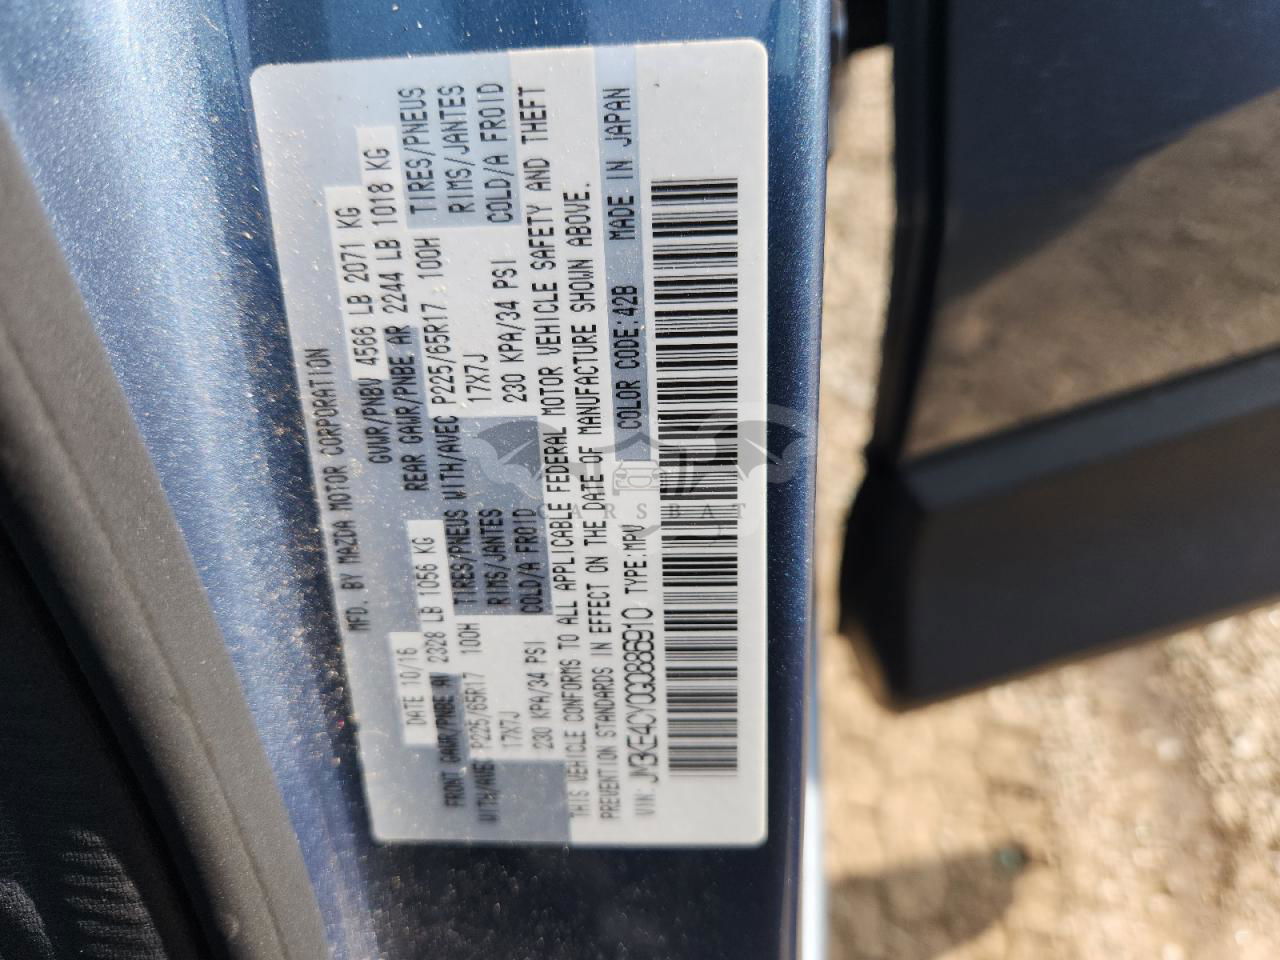 MFD. BY MAZDA MOTOR CORPORATION
DATE 10/16 GVWR/PNBV 4566 LB 2071 KG
FRONT GAWR/PNBE AV 2328 LB 1056 KG REAR GAWR/PNBE AR 2244 LB 1018 KG
WITH/AVEC P225/65R17 100H TIRES/PNEUS WITH/AVEC P225/65R17 100H TIRES/PNEUS
17X7J RIMS/JANTES 17X7J RIMS/JANTES
230 KPA/34 PSI COLD/A FROID 230 KPA/34 PSI COLD/A FROID
THIS VEHICLE CONFORMS TO ALL APPLICABLE FEDERAL MOTOR VEHICLE SAFETY AND THEFT
PREVENTION STANDARDS IN EFFECT ON THE DATE OF MANUFACTURE SHOWN ABOVE.
VIN: JM3KE4CY0G0886910 TYPE:MPV COLOR CODE:42B MADE IN JAPAN
CARSBAT